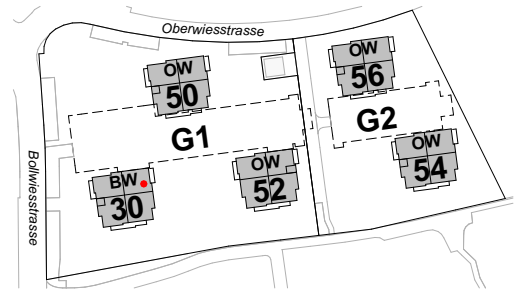 Oberwiesstrasse
OW
56
OW
50
G2
G1
OW
54
OW
52
BW
30
Bollwiesstrasse